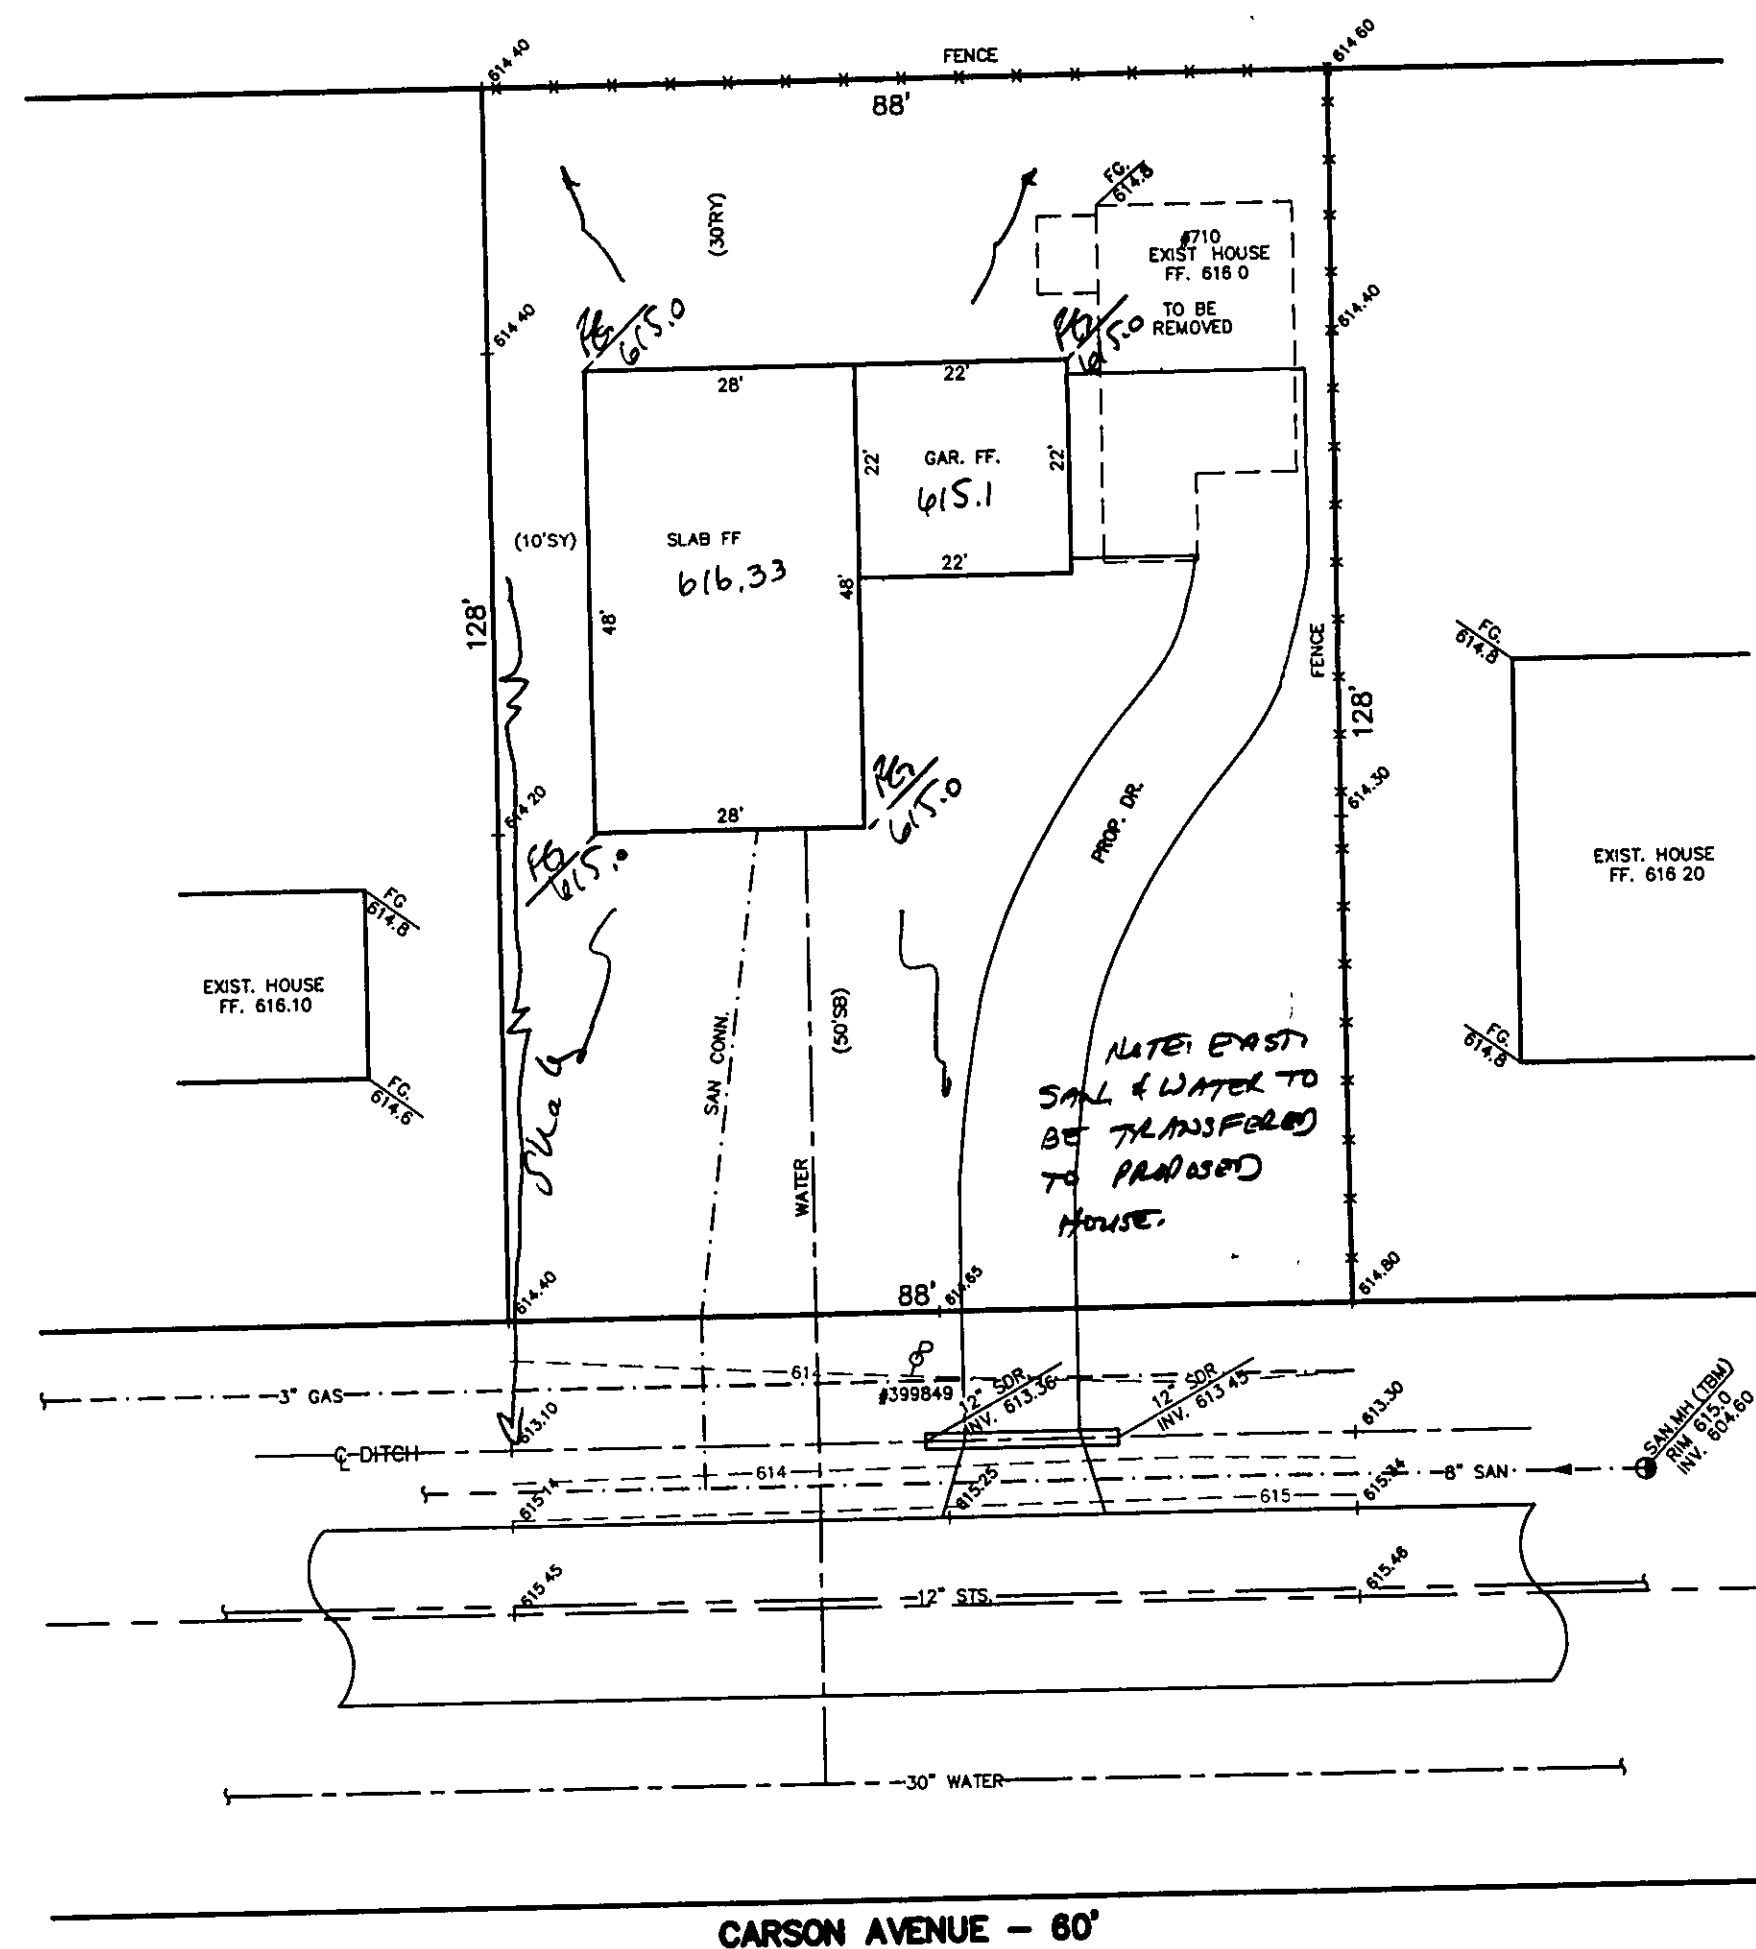 614.40
FENCE
614 60
88'
(30'RY)
FG.
614.8
#710
EXIST HOUSE
FF. 616 0
TO BE
REMOVED
614 40
614.40
FG
615.0
FG
615.0
28'
22'
22'
GAR. FF.
615.1
22'
22'
(10'SY)
SLAB FF
616.33
48'
48'
128'
FENCE
128'
FG.
614.8
614.20
614.30
28'
FG
615.0
FG
615.0
PROP. DR.
EXIST. HOUSE
FF. 616 20
FG
614.8
EXIST. HOUSE
FF. 616.10
FG.
614.6
SAN CONN.
(50'SB)
WATER
FG.
614.8
NOTE: EAST
& WATER TO
BE TRANSFERED
TO PROPOSED
HOUSE.
614.40
88'
614.65
614.80
614
3" GAS
#399849
12" SDR
INV. 613.36
12" SDR
INV. 613 45
613.10
613.30
SAN.MH (TBM)
RIM 615.0
INV. 604.60
℄ DITCH
614
8" SAN
615.14
615.25
615
615.34
615 45
12" STS.
615.46
30" WATER
CARSON AVENUE - 60'